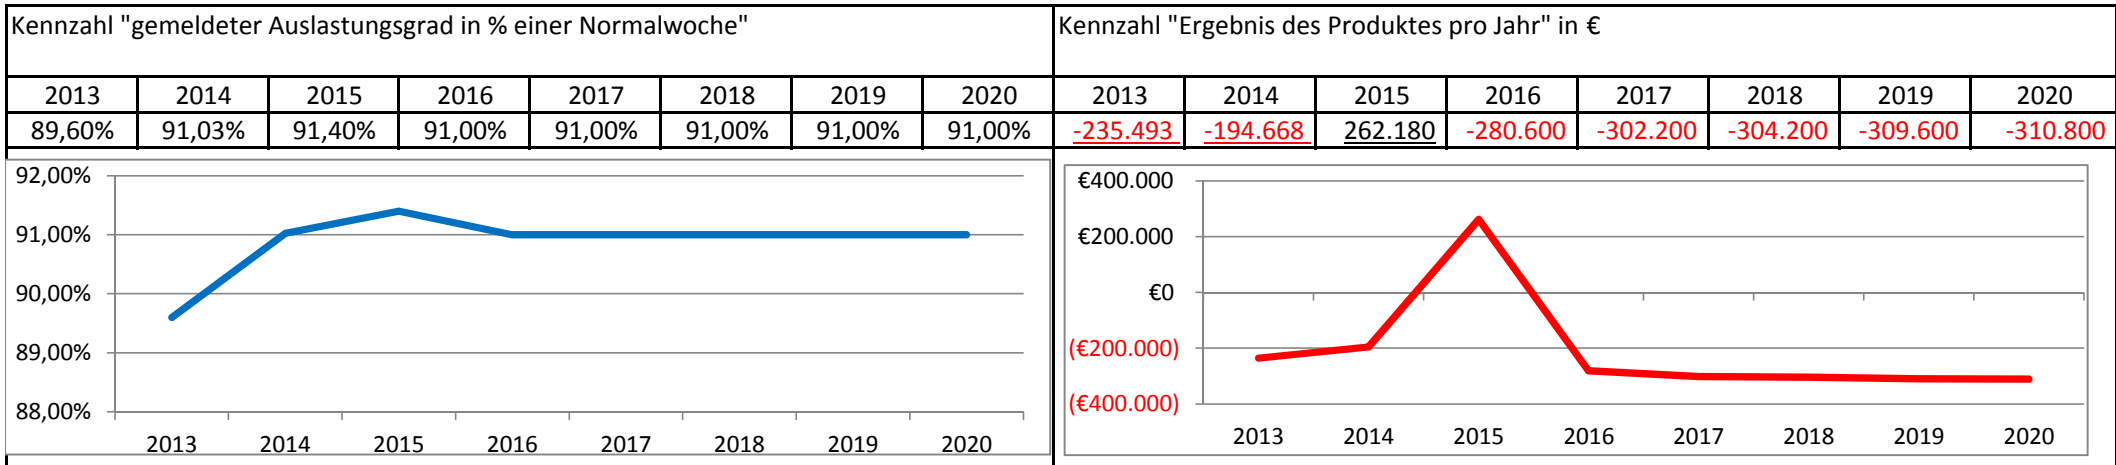 Kennzahl "gemeldeter Auslastungsgrad in % einer Normalwoche"
2013 2014 2015 2016 2017 2018 2019 2020
89,60% 91,03% 91,40% 91,00% 91,00% 91,00% 91,00% 91,00%
92,00%
91,00%
90,00%
89,00%
88,00%
2013 2014 2015 2016 2017 2018 2019 2020
Kennzahl "Ergebnis des Produktes pro Jahr" in €
2013 2014 2015 2016 2017 2018 2019 2020
-235.493 -194.668 262.180 -280.600 -302.200 -304.200 -309.600 -310.800
€400.000
€200.000
€0
(€200.000)
(€400.000)
2013 2014 2015 2016 2017 2018 2019 2020